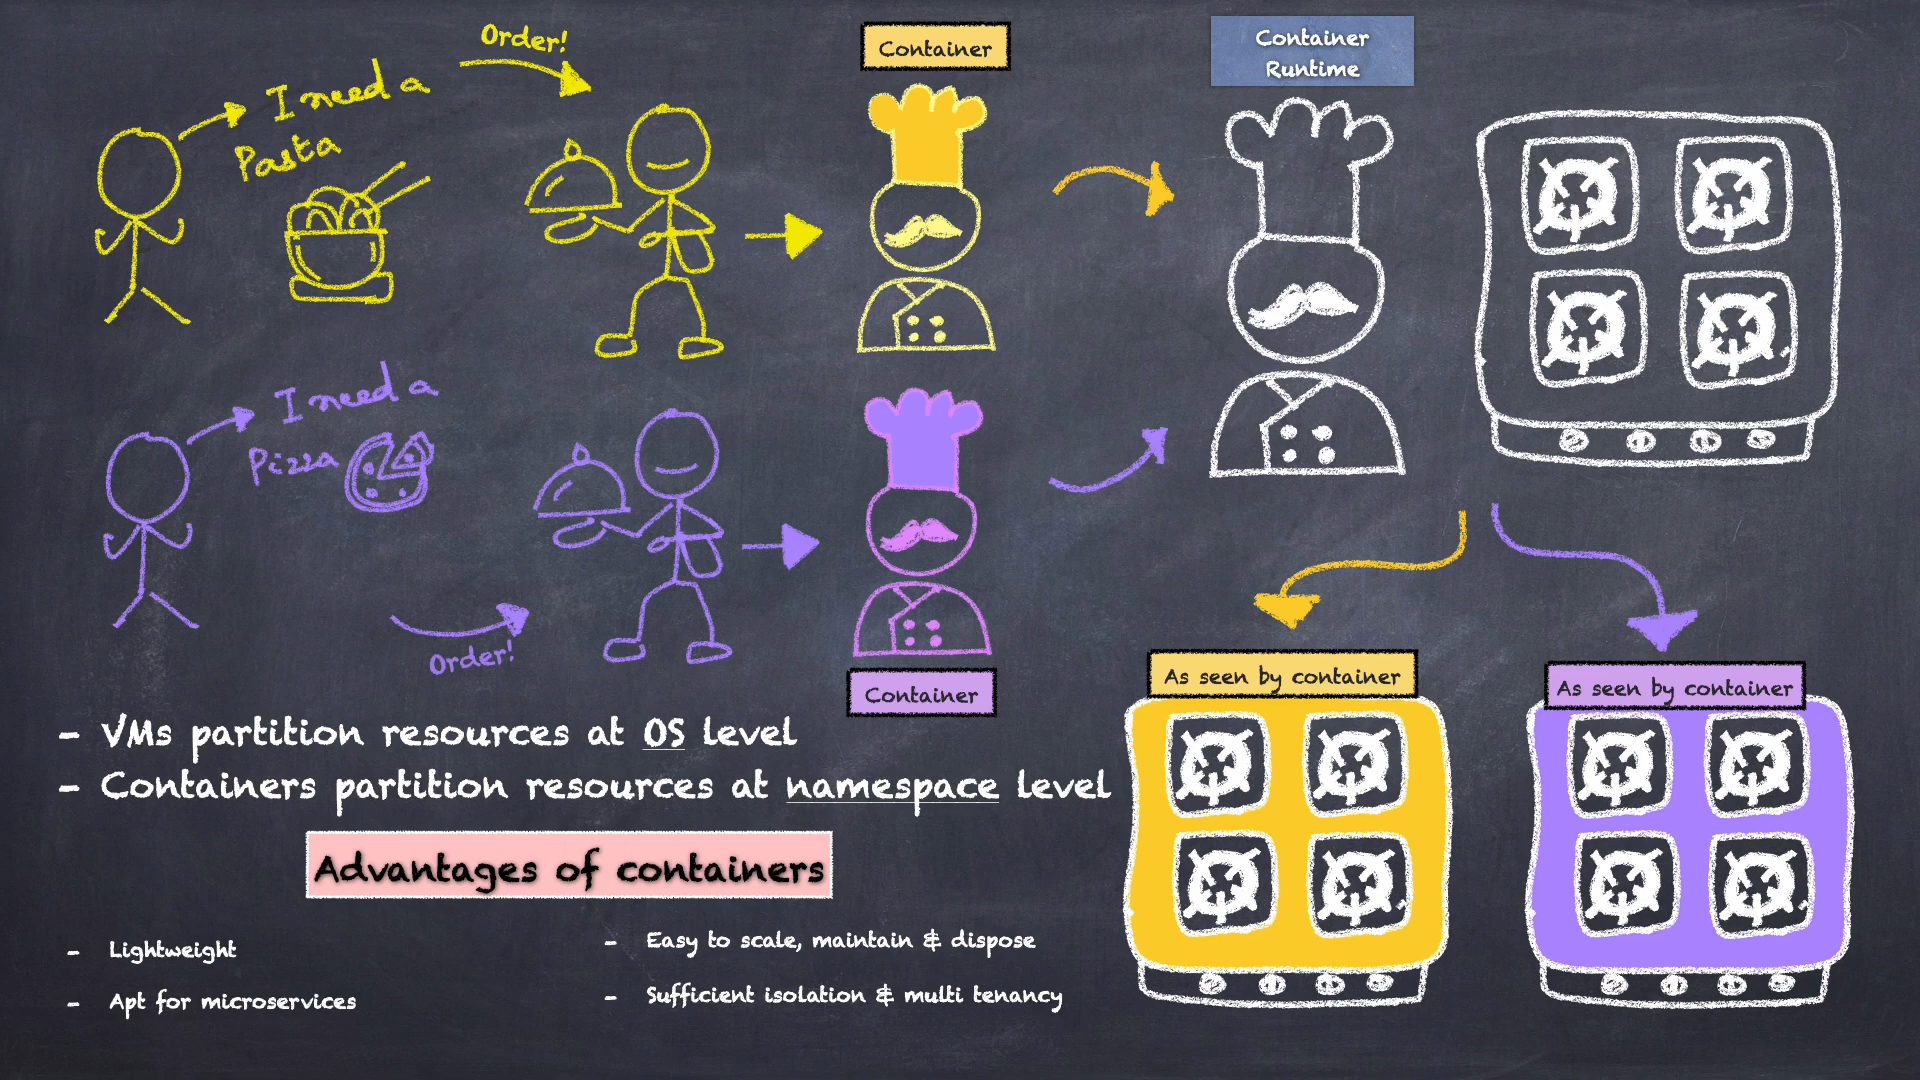 Order!
I need a
Pasta
Container
Container
Runtime
I need a
Pizza
Order!
Container
As seen by container
As seen by container
- VMs partition resources at OS level
- Containers partition resources at namespace level
Advantages of containers
- Lightweight
- Apt for microservices
- Easy to scale, maintain & dispose
- Sufficient isolation & multi tenancy